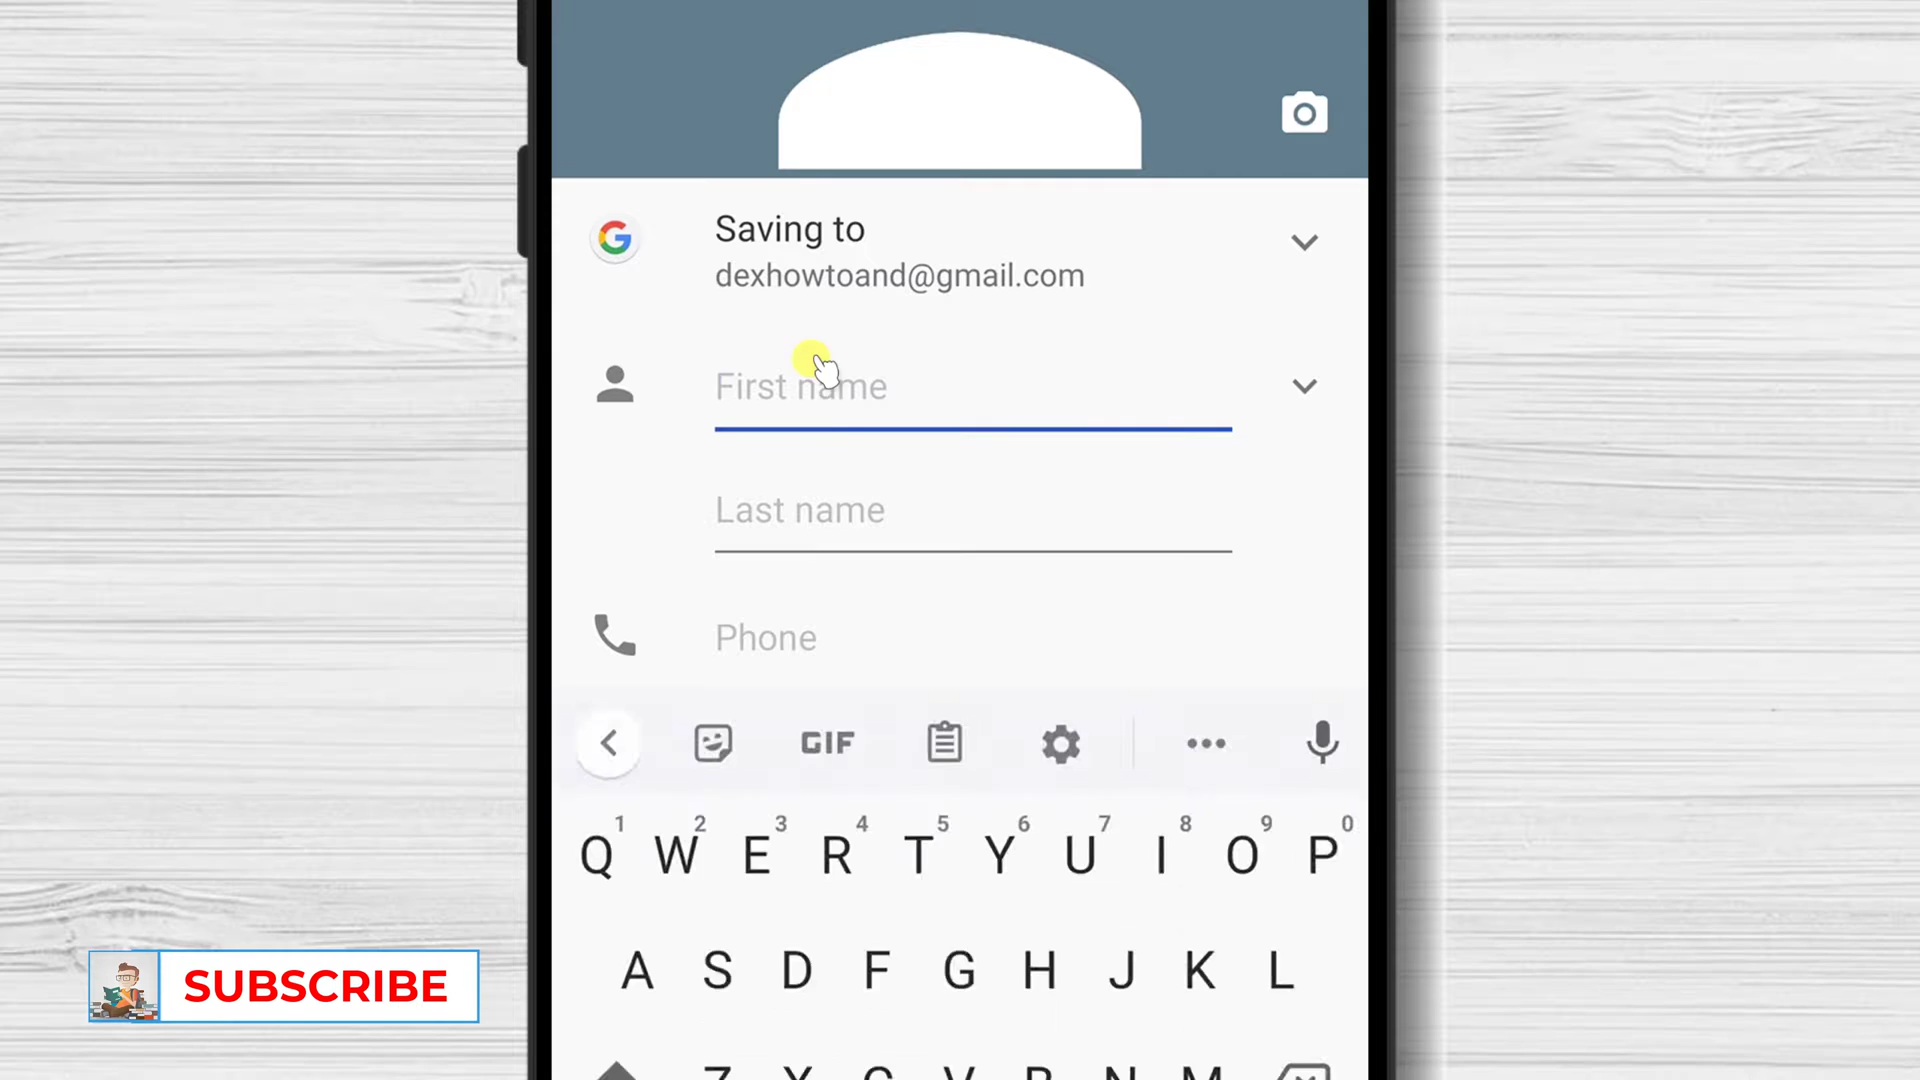 Saving to
dexhowtoand@gmail.com
First name
Last name
Phone
GIF
1 2 3 4 5 6 7 8 9 0
Q W E R T Y U I O P
A S D F G H J K L
Z X C V B N M
SUBSCRIBE